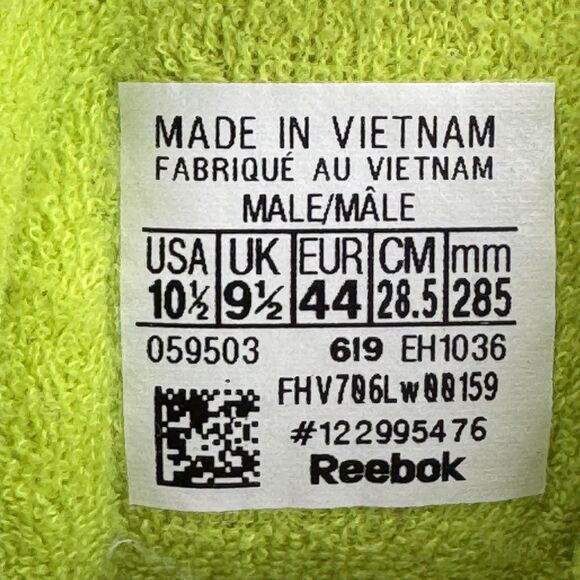 MADE IN VIETNAM
FABRIQUÉ AU VIETNAM
MALE/MÂLE
USA UK EUR CM mm
10½ 9½ 44 28.5 285
059503 619 EH1036
FHV706LW00159
#122995476
Reebok